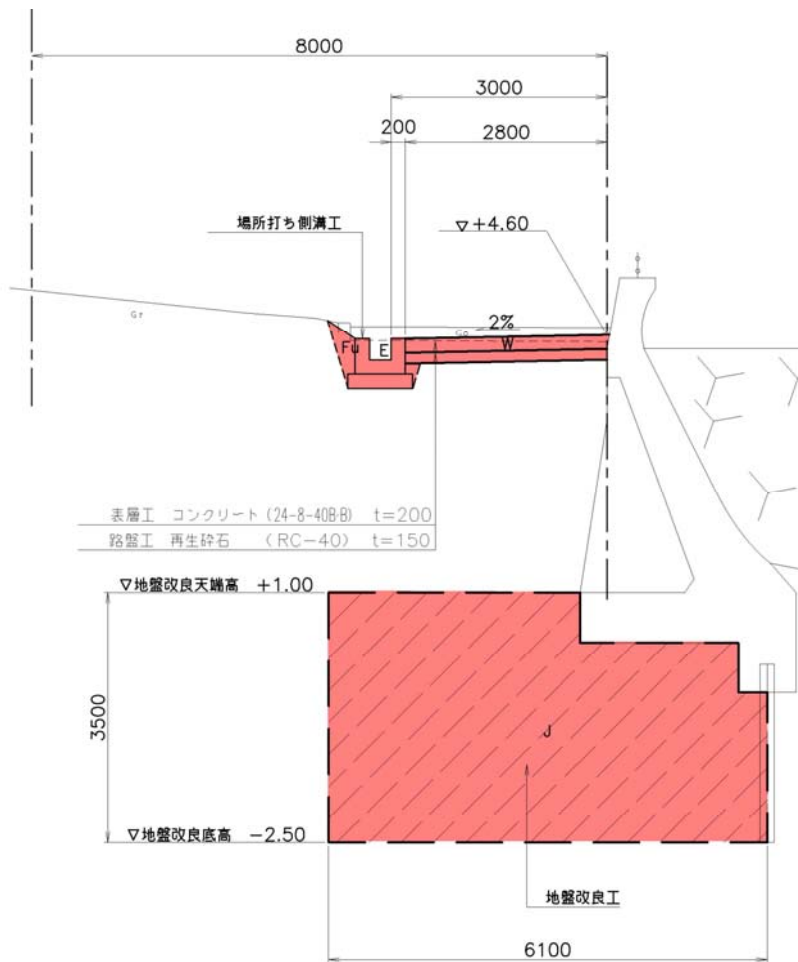 8000
3000
200
2800
場所打ち側溝工
▽+4.60
Gr
2%
Co
W
Fu
E
表層工 コンクリート(24-8-40BB) t=200
路盤工 再生砕石 (RC-40) t=150
▽地盤改良天端高 +1.00
3500
J
▽地盤改良底高 -2.50
地盤改良工
6100